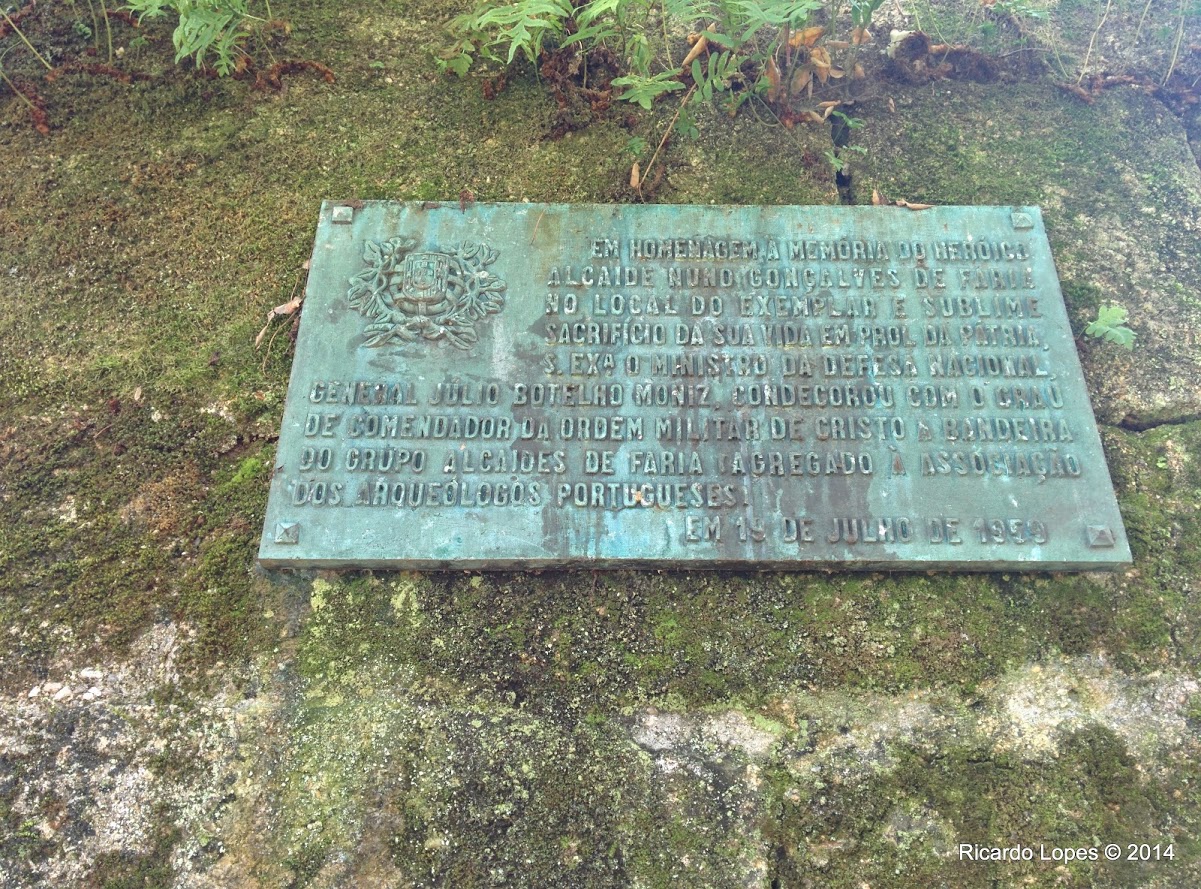 EM HOMENAGEM À MEMÓRIA DO HERÓICO
ALCAIDE NUNO GONÇALVES DE FARIA
NO LOCAL DO EXEMPLAR E SUBLIME
SACRIFÍCIO DA SUA VIDA EM PROL DA PÁTRIA,
S. EXª O MINISTRO DA DEFESA NACIONAL,
GENERAL JÚLIO BOTELHO MONIZ, CONDECOROU COM O GRAU
DE COMENDADOR DA ORDEM MILITAR DE CRISTO A BANDEIRA
DO GRUPO ALCAIDES DE FARIA (AGREGADO À ASSOCIAÇÃO
DOS ARQUEÓLOGOS PORTUGUESES)
EM 19 DE JULHO DE 1959
Ricardo Lopes © 2014